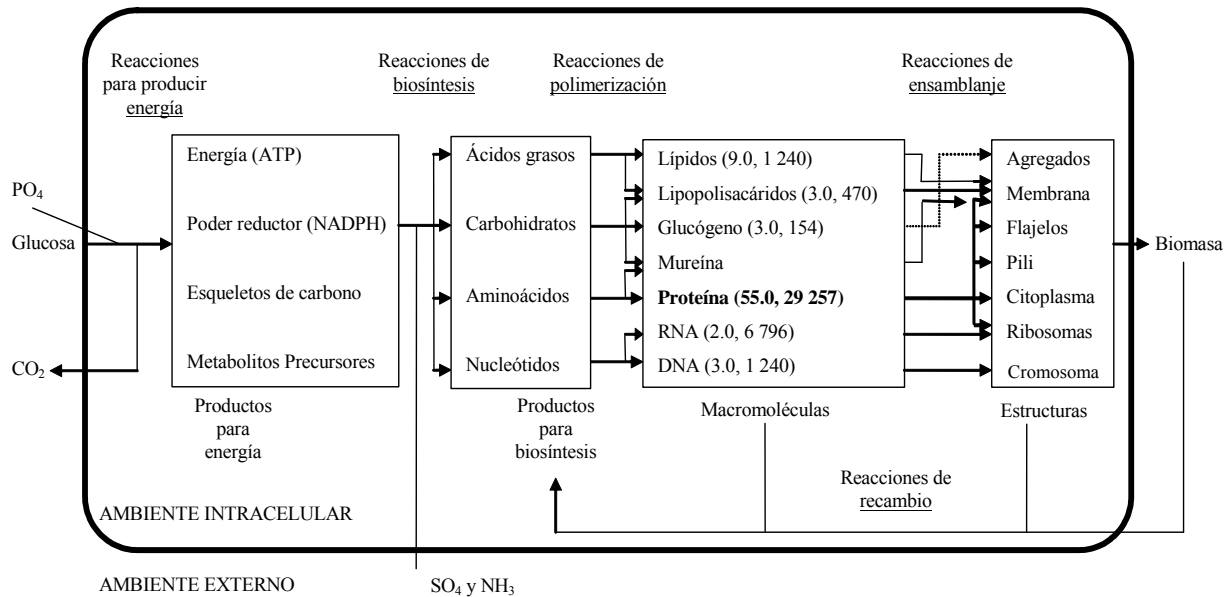 Reacciones
para producir
energía
Reacciones de
biosíntesis
Reacciones de
polimerización
Reacciones de
ensamblanje
PO4
Glucosa
CO2
Energía (ATP)
Poder reductor (NADPH)
Esqueletos de carbono
Metabolitos Precursores
Productos
para
energía
Ácidos grasos
Carbohidratos
Aminoácidos
Nucleótidos
Productos
para
biosíntesis
Lípidos (9.0, 1 240)
Lipopolisacáridos (3.0, 470)
Glucógeno (3.0, 154)
Mureína
Proteína (55.0, 29 257)
RNA (2.0, 6 796)
DNA (3.0, 1 240)
Macromoléculas
Agregados
Membrana
Flajelos
Pili
Citoplasma
Ribosomas
Cromosoma
Estructuras
Biomasa
Reacciones de
recambio
AMBIENTE INTRACELULAR
AMBIENTE EXTERNO
SO4 y NH3